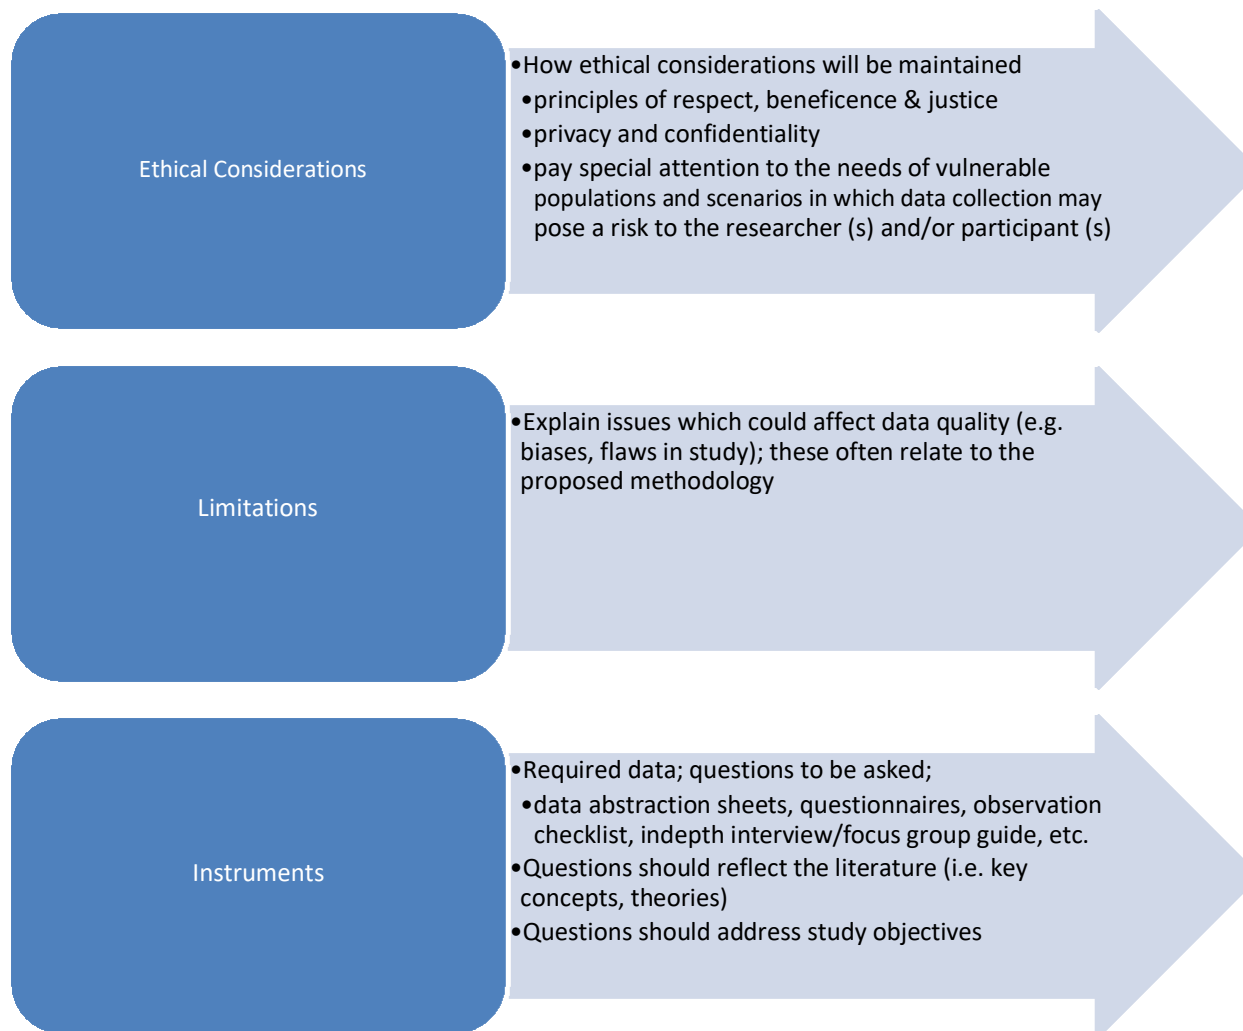 Ethical Considerations
•How ethical considerations will be maintained
•principles of respect, beneficence & justice
•privacy and confidentiality
•pay special attention to the needs of vulnerable
populations and scenarios in which data collection may
pose a risk to the researcher (s) and/or participant (s)
Limitations
•Explain issues which could affect data quality (e.g.
biases, flaws in study); these often relate to the
proposed methodology
Instruments
•Required data; questions to be asked;
•data abstraction sheets, questionnaires, observation
checklist, indepth interview/focus group guide, etc.
•Questions should reflect the literature (i.e. key
concepts, theories)
•Questions should address study objectives